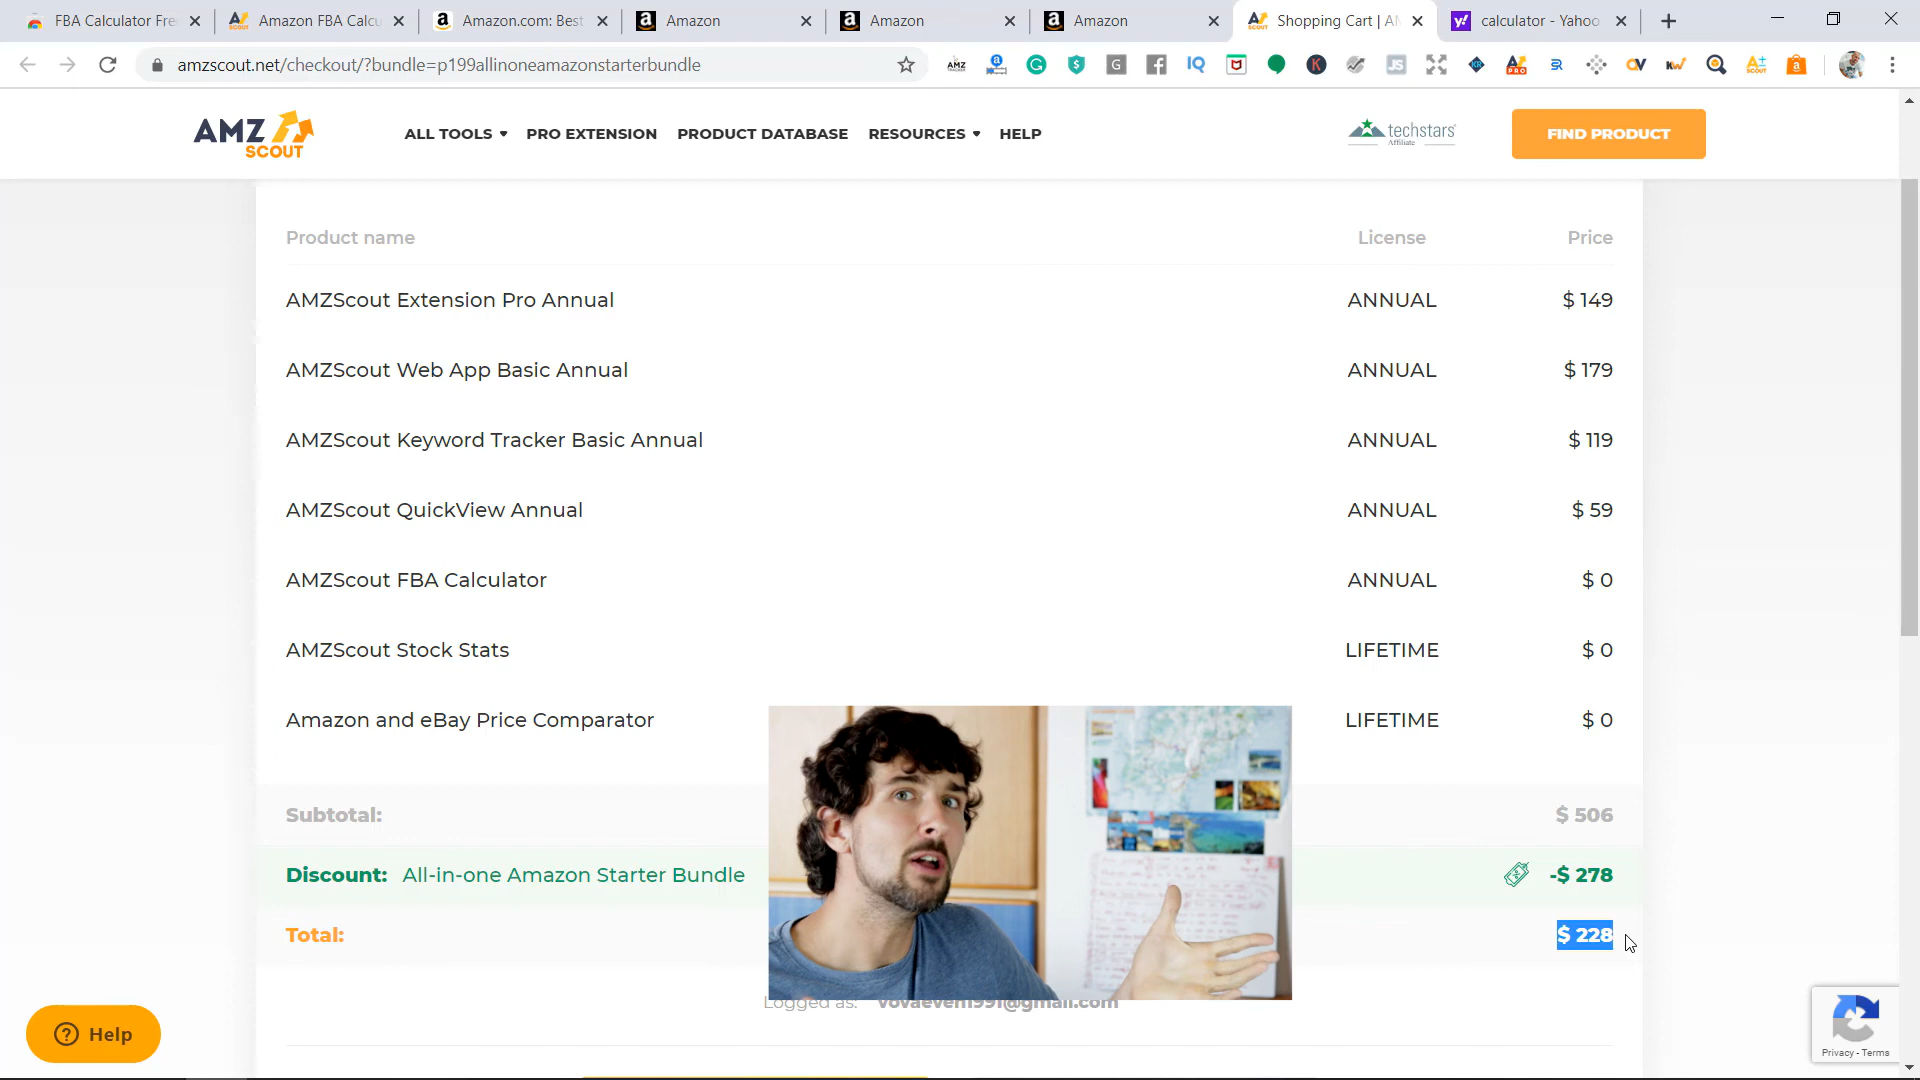 FBA Calculator Fre
Amazon FBA Calcu
Amazon.com: Best
Amazon
Amazon
Amazon
Shopping Cart | AM
calculator - Yahoo
amzscout.net/checkout/?bundle=p199allinoneamazonstarterbundle
AMZ SCOUT
ALL TOOLS
PRO EXTENSION
PRODUCT DATABASE
RESOURCES
HELP
techstars
Affiliate
FIND PRODUCT
Product name License Price
AMZScout Extension Pro Annual ANNUAL $ 149
AMZScout Web App Basic Annual ANNUAL $ 179
AMZScout Keyword Tracker Basic Annual ANNUAL $ 119
AMZScout QuickView Annual ANNUAL $ 59
AMZScout FBA Calculator ANNUAL $ 0
AMZScout Stock Stats LIFETIME $ 0
Amazon and eBay Price Comparator LIFETIME $ 0
Subtotal: $ 506
Discount: All-in-one Amazon Starter Bundle -$ 278
Total: $ 228
Logged as: vovaeven1991@gmail.com
Help
Privacy - Terms